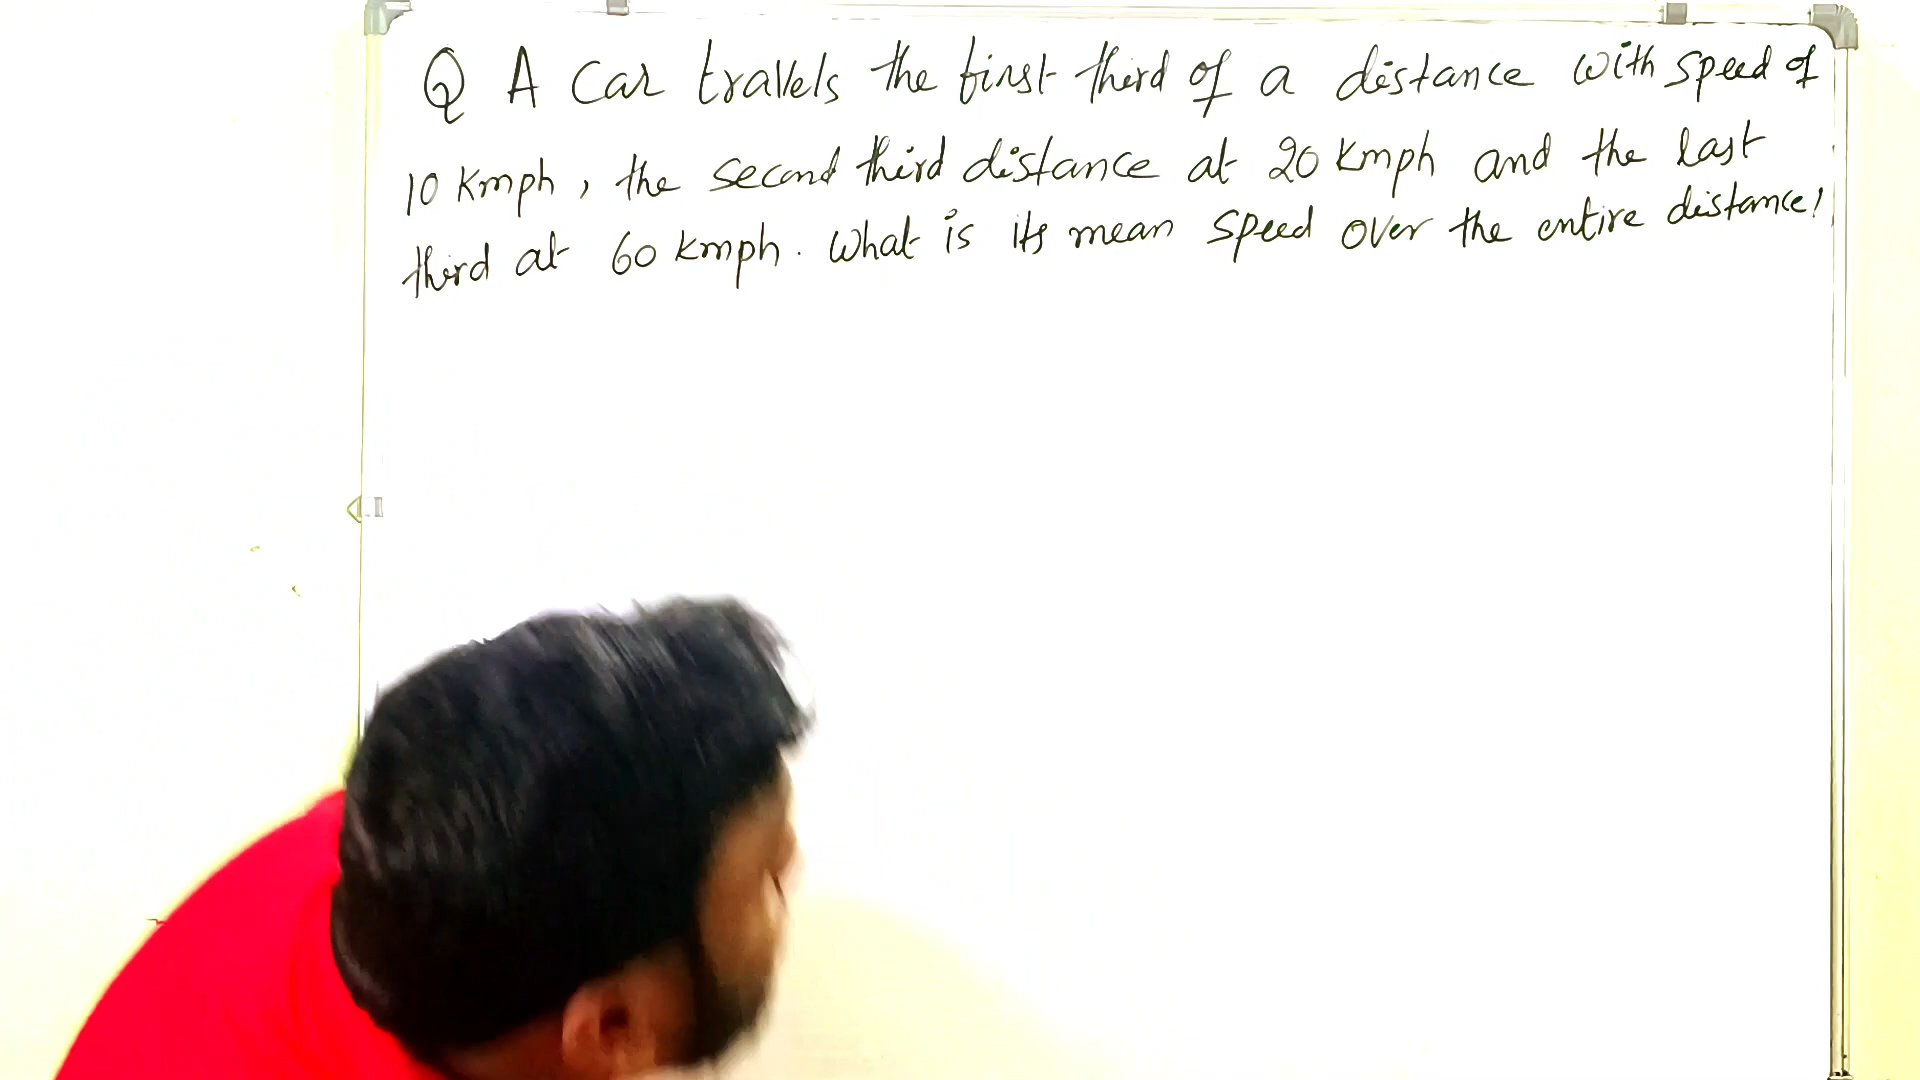 Q A Car travels the first third of a distance with speed of
10 Kmph, the second third distance at 20 Kmph and the last
third at 60 kmph. What is its mean speed over the entire distance?